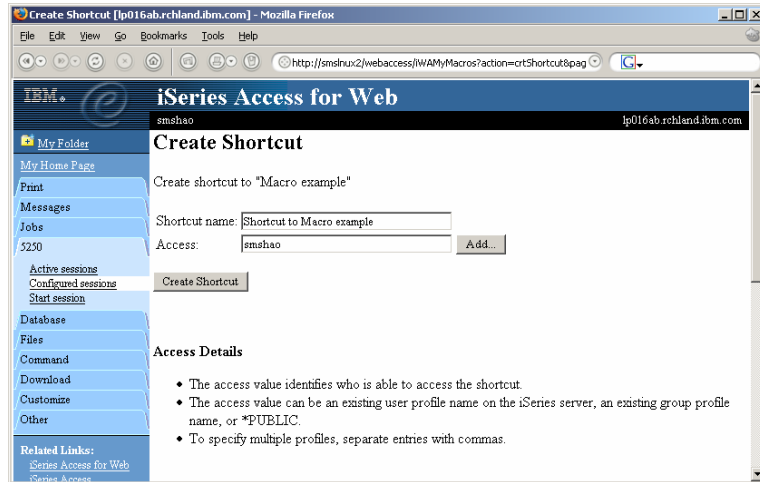 Create Shortcut [lp016ab.rchland.ibm.com] - Mozilla Firefox
File Edit View Go Bookmarks Tools Help
http://smslnux2/webaccess/iWAMyMacros?action=crtShortcut&pag
G
IBM
iSeries Access for Web
smshao
lp016ab.rchland.ibm.com
My Folder
My Home Page
Print
Messages
Jobs
5250
Active sessions
Configured sessions
Start session
Database
Files
Command
Download
Customize
Other
Related Links:
iSeries Access for Web
iSeries Access
Create Shortcut
Create shortcut to "Macro example"
Shortcut name: Shortcut to Macro example
Access: smshao Add...
Create Shortcut
Access Details
• The access value identifies who is able to access the shortcut.
• The access value can be an existing user profile name on the iSeries server, an existing group profile
name, or *PUBLIC.
• To specify multiple profiles, separate entries with commas.